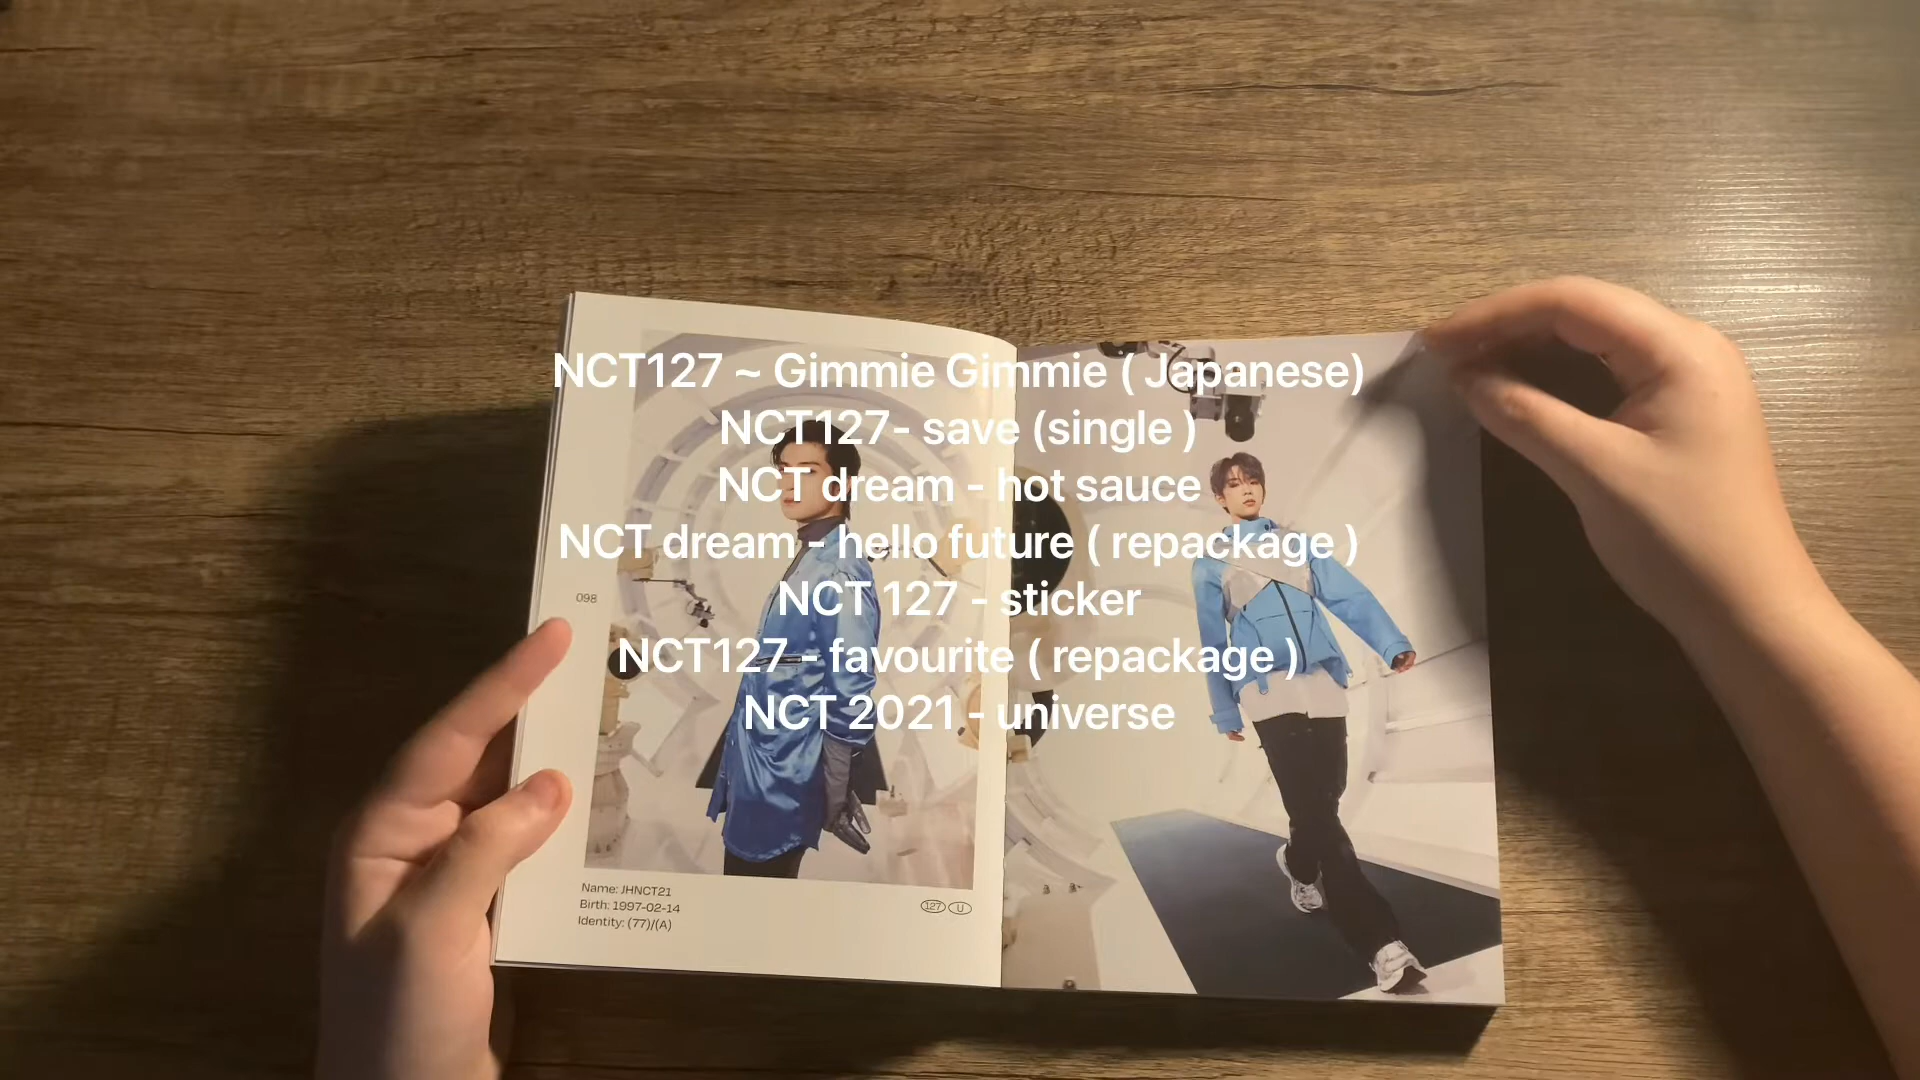 NCT127 ~ Gimmie Gimmie ( Japanese)
NCT127- save (single )
NCT dream - hot sauce
NCT dream - hello future ( repackage )
NCT 127 - sticker
NCT127 - favourite ( repackage )
NCT 2021 - universe
098
Name: JHNCT21
Birth: 1997-02-14
Identity: (77)/(A)
127 U